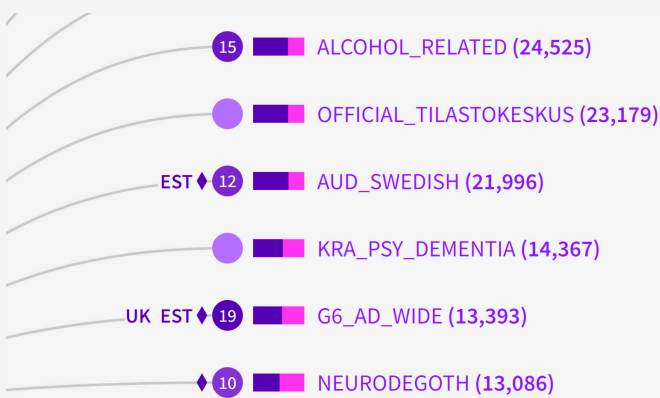 15 ALCOHOL_RELATED (24,525)
OFFICIAL_TILASTOKESKUS (23,179)
EST 12 AUD_SWEDISH (21,996)
KRA_PSY_DEMENTIA (14,367)
UK EST 19 G6_AD_WIDE (13,393)
10 NEURODEGOTH (13,086)